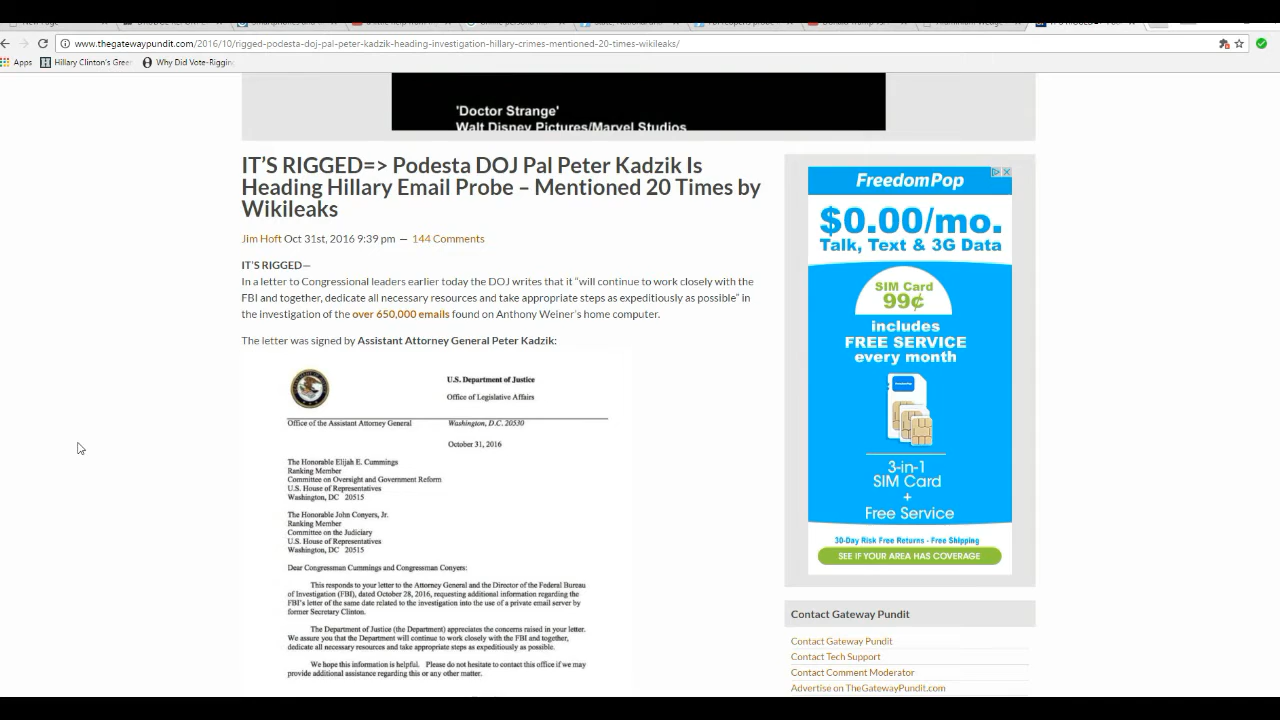 www.thegatewaypundit.com/2016/10/rigged-podesta-doj-pal-peter-kadzik-heading-investigation-hillary-crimes-mentioned-20-times-wikileaks/
Apps Hillary Clinton's Gree Why Did Vote-Rigging
'Doctor Strange'
Walt Disney Pictures/Marvel Studios
IT'S RIGGED=> Podesta DOJ Pal Peter Kadzik Is
Heading Hillary Email Probe – Mentioned 20 Times by
Wikileaks
Jim Hoft Oct 31st, 2016 9:39 pm — 144 Comments
IT'S RIGGED—
In a letter to Congressional leaders earlier today the DOJ writes that it "will continue to work closely with the
FBI and together, dedicate all necessary resources and take appropriate steps as expeditiously as possible" in
the investigation of the over 650,000 emails found on Anthony Weiner's home computer.
The letter was signed by Assistant Attorney General Peter Kadzik:
U.S. Department of Justice
Office of Legislative Affairs
Office of the Assistant Attorney General
Washington, D.C. 20530
October 31, 2016
The Honorable Elijah E. Cummings
Ranking Member
Committee on Oversight and Government Reform
U.S. House of Representatives
Washington, DC 20515
The Honorable John Conyers, Jr.
Ranking Member
Committee on the Judiciary
U.S. House of Representatives
Washington, DC 20515
Dear Congressman Cummings and Congressman Conyers:
This responds to your letter to the Attorney General and the Director of the Federal Bureau
of Investigation (FBI), dated October 28, 2016, requesting additional information regarding the
FBI's letter of the same date related to the investigation into the use of a private email server by
former Secretary Clinton.
The Department of Justice (the Department) appreciates the concerns raised in your letter.
We assure you that the Department will continue to work closely with the FBI and together,
dedicate all necessary resources and take appropriate steps as expeditiously as possible.
We hope this information is helpful. Please do not hesitate to contact this office if we may
provide additional assistance regarding this or any other matter.
FreedomPop
$0.00/mo.
Talk, Text & 3G Data
SIM Card
99¢
includes
FREE SERVICE
every month
3-in-1
SIM Card
+
Free Service
30-Day Risk Free Returns - Free Shipping
SEE IF YOUR AREA HAS COVERAGE
Contact Gateway Pundit
Contact Gateway Pundit
Contact Tech Support
Contact Comment Moderator
Advertise on TheGatewayPundit.com